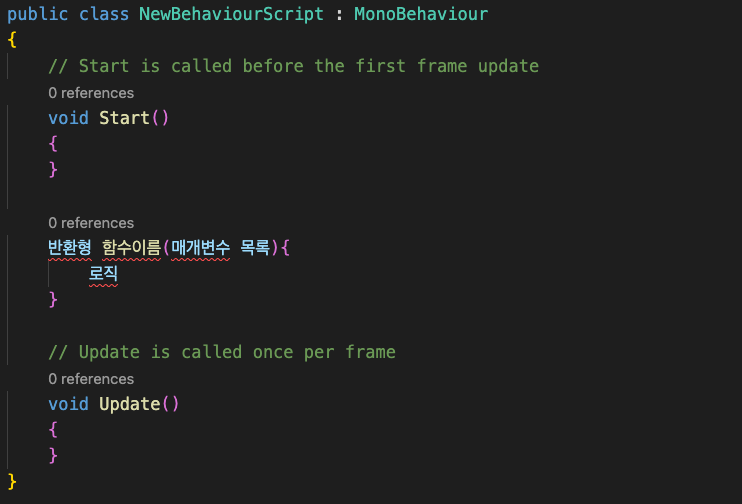 public class NewBehaviourScript : MonoBehaviour
{
// Start is called before the first frame update
0 references
void Start()
{
}
0 references
반환형 함수이름(매개변수 목록){
로직
}
// Update is called once per frame
0 references
void Update()
{
}
}